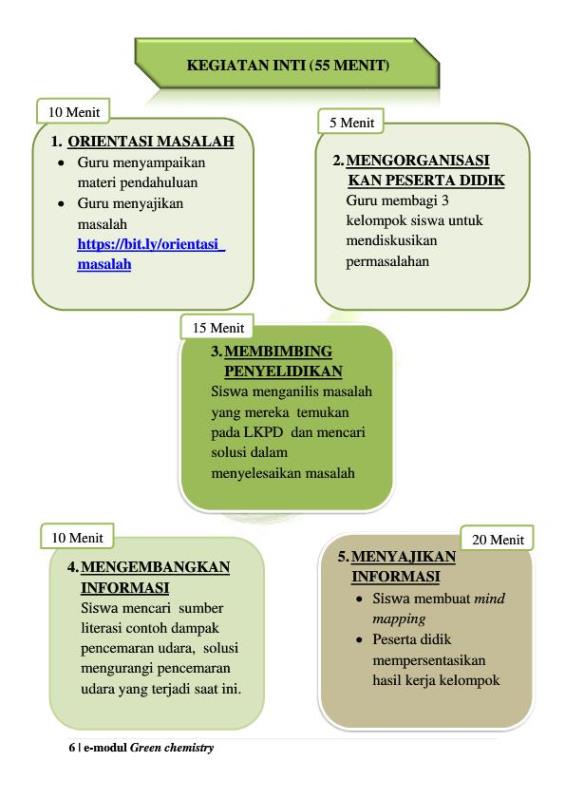 KEGIATAN INTI (55 MENIT)
10 Menit
1. ORIENTASI MASALAH
• Guru menyampaikan
materi pendahuluan
• Guru menyajikan
masalah
https://bit.ly/orientasi_
masalah
5 Menit
2. MENGORGANISASI
KAN PESERTA DIDIK
Guru membagi 3
kelompok siswa untuk
mendiskusikan
permasalahan
15 Menit
3. MEMBIMBING
PENYELIDIKAN
Siswa menganilis masalah
yang mereka temukan
pada LKPD dan mencari
solusi dalam
menyelesaikan masalah
10 Menit
4. MENGEMBANGKAN
INFORMASI
Siswa mencari sumber
literasi contoh dampak
pencemaran udara, solusi
mengurangi pencemaran
udara yang terjadi saat ini.
20 Menit
5. MENYAJIKAN
INFORMASI
• Siswa membuat mind
mapping
• Peserta didik
mempersentasikan
hasil kerja kelompok
6 | e-modul Green chemistry